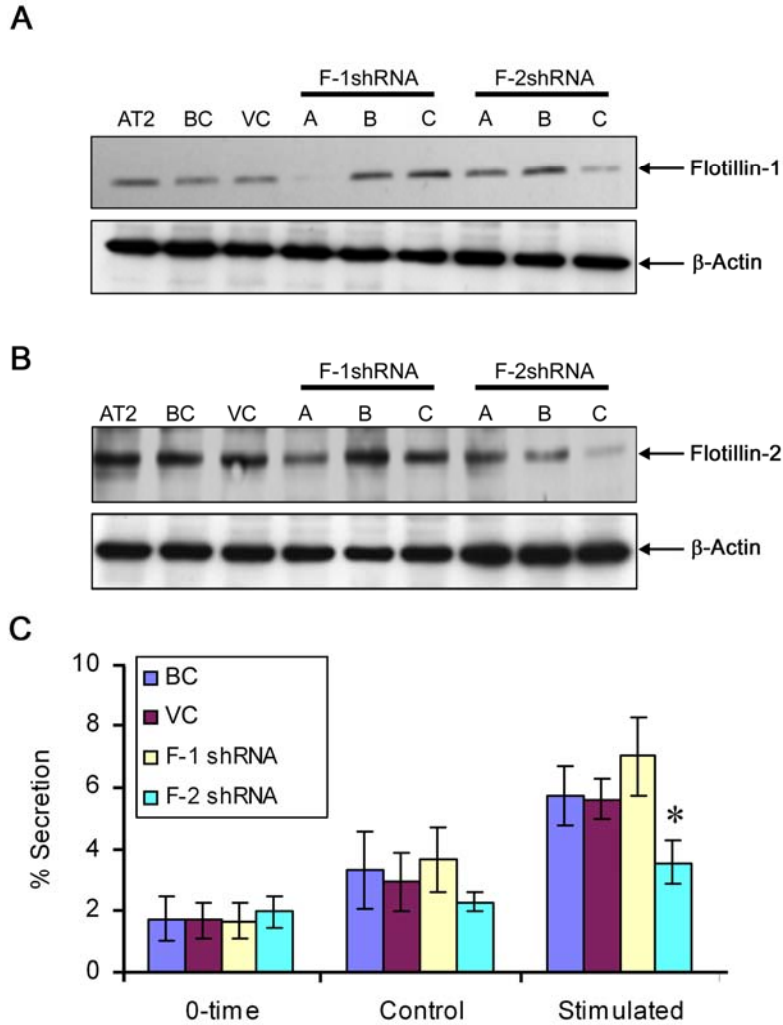 A
F-1shRNA F-2shRNA
AT2 BC VC A B C A B C
Flotillin-1
β-Actin
B
F-1shRNA F-2shRNA
AT2 BC VC A B C A B C
Flotillin-2
β-Actin
C
10
8
6
4
2
0
% Secretion
BC
VC
F-1 shRNA
F-2 shRNA
*
0-time Control Stimulated